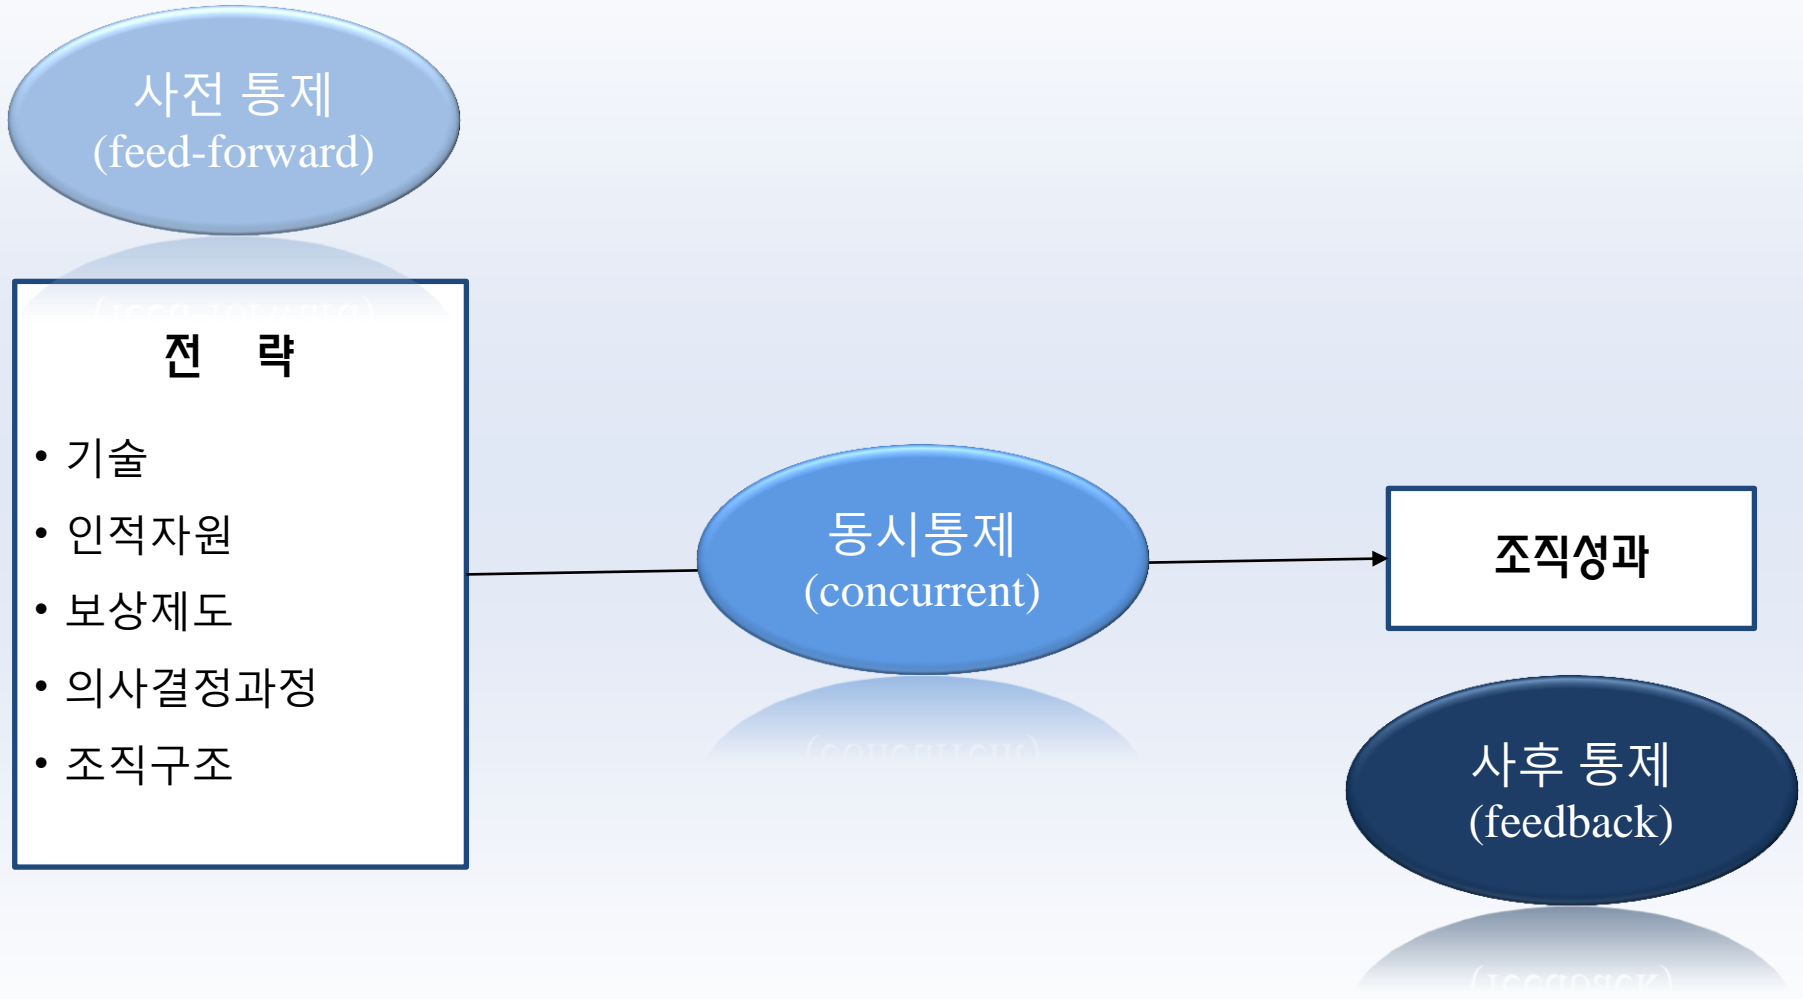 사전 통제
(feed-forward)
전 략
• 기술
• 인적자원
• 보상제도
• 의사결정과정
• 조직구조
동시통제
(concurrent)
조직성과
사후 통제
(feedback)